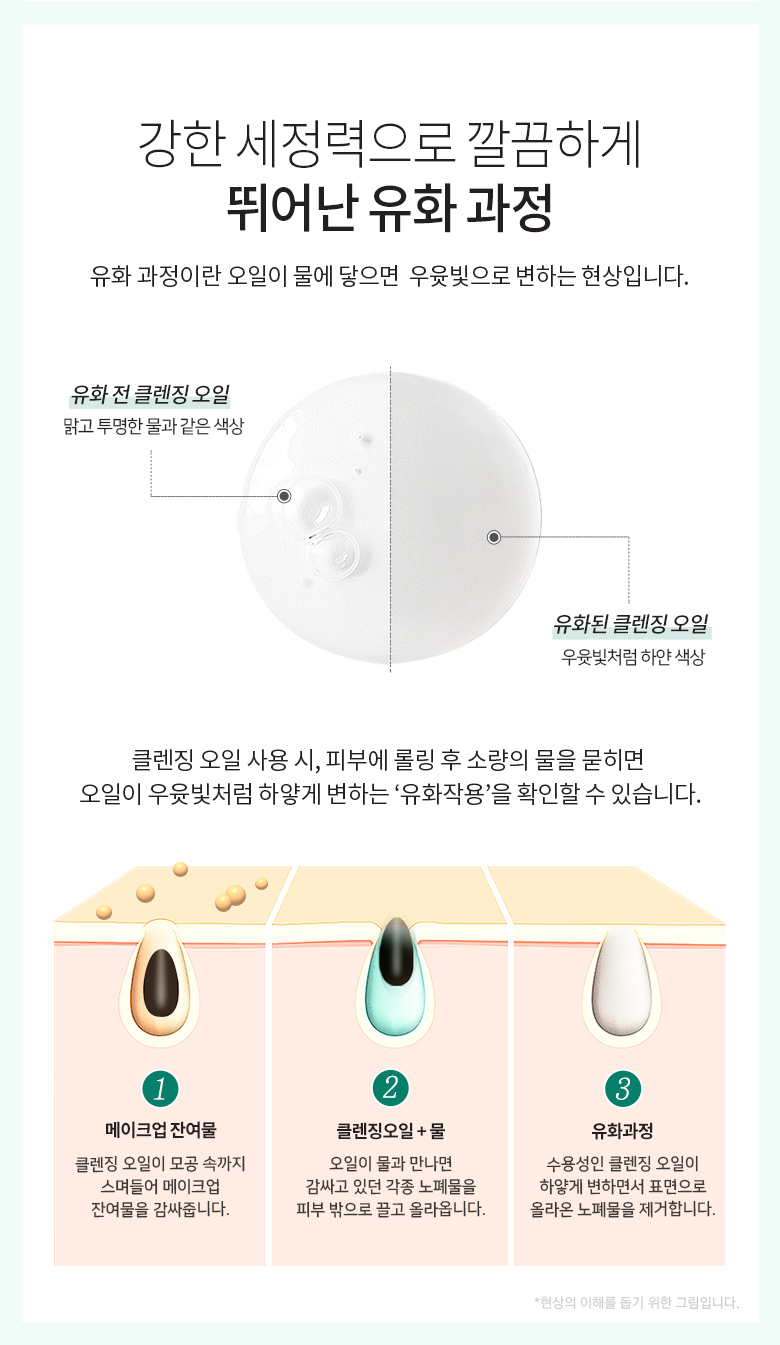 강한 세정력으로 깔끔하게
뛰어난 유화 과정
유화 과정이란 오일이 물에 닿으면 우윳빛으로 변하는 현상입니다.
유화 전 클렌징 오일
맑고 투명한 물과 같은 색상
유화된 클렌징 오일
우윳빛처럼 하얀 색상
클렌징 오일 사용 시, 피부에 롤링 후 소량의 물을 묻히면
오일이 우윳빛처럼 하얗게 변하는 ‘유화작용’을 확인할 수 있습니다.
1
메이크업 잔여물
클렌징 오일이 모공 속까지
스며들어 메이크업
잔여물을 감싸줍니다.
2
클렌징오일 + 물
오일이 물과 만나면
감싸고 있던 각종 노폐물을
피부 밖으로 끌고 올라옵니다.
3
유화과정
수용성인 클렌징 오일이
하얗게 변하면서 표면으로
올라온 노폐물을 제거합니다.
*현상의 이해를 돕기 위한 그림입니다.